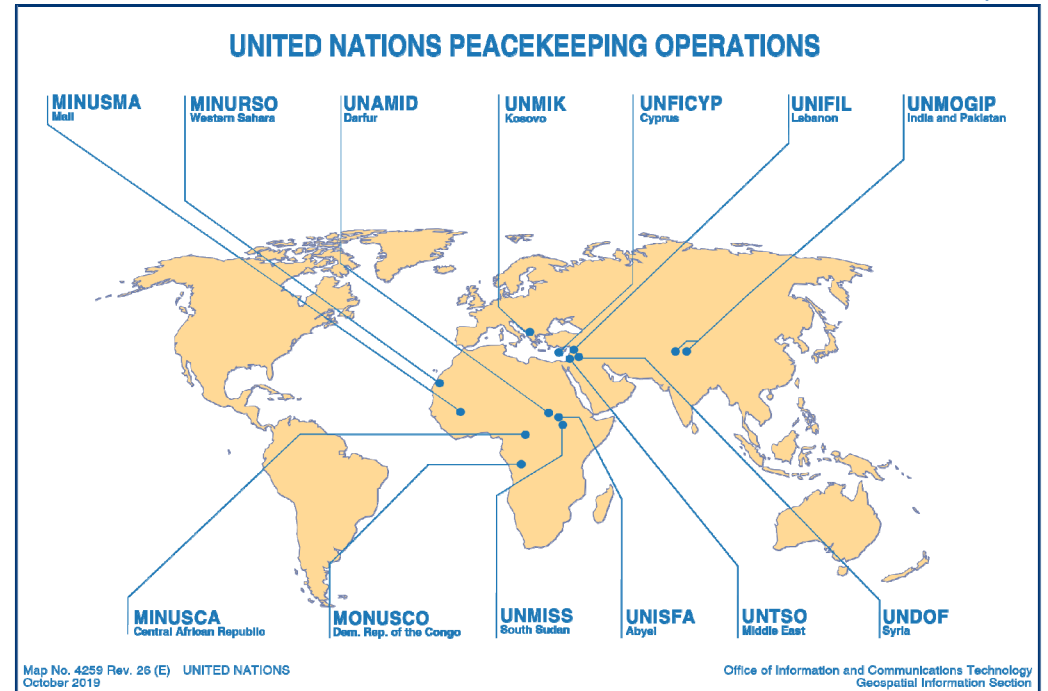 UNITED NATIONS PEACEKEEPING OPERATIONS
MINUSMA
Mali
MINURSO
Western Sahara
UNAMID
Darfur
UNMIK
Kosovo
UNFICYP
Cyprus
UNIFIL
Lebanon
UNMOGIP
India and Pakistan
MINUSCA
Central African Republic
MONUSCO
Dem. Rep. of the Congo
UNMISS
South Sudan
UNISFA
Abyei
UNTSO
Middle East
UNDOF
Syria
Map No. 4259 Rev. 26 (E) UNITED NATIONS
October 2019
Office of Information and Communications Technology
Geospatial Information Section